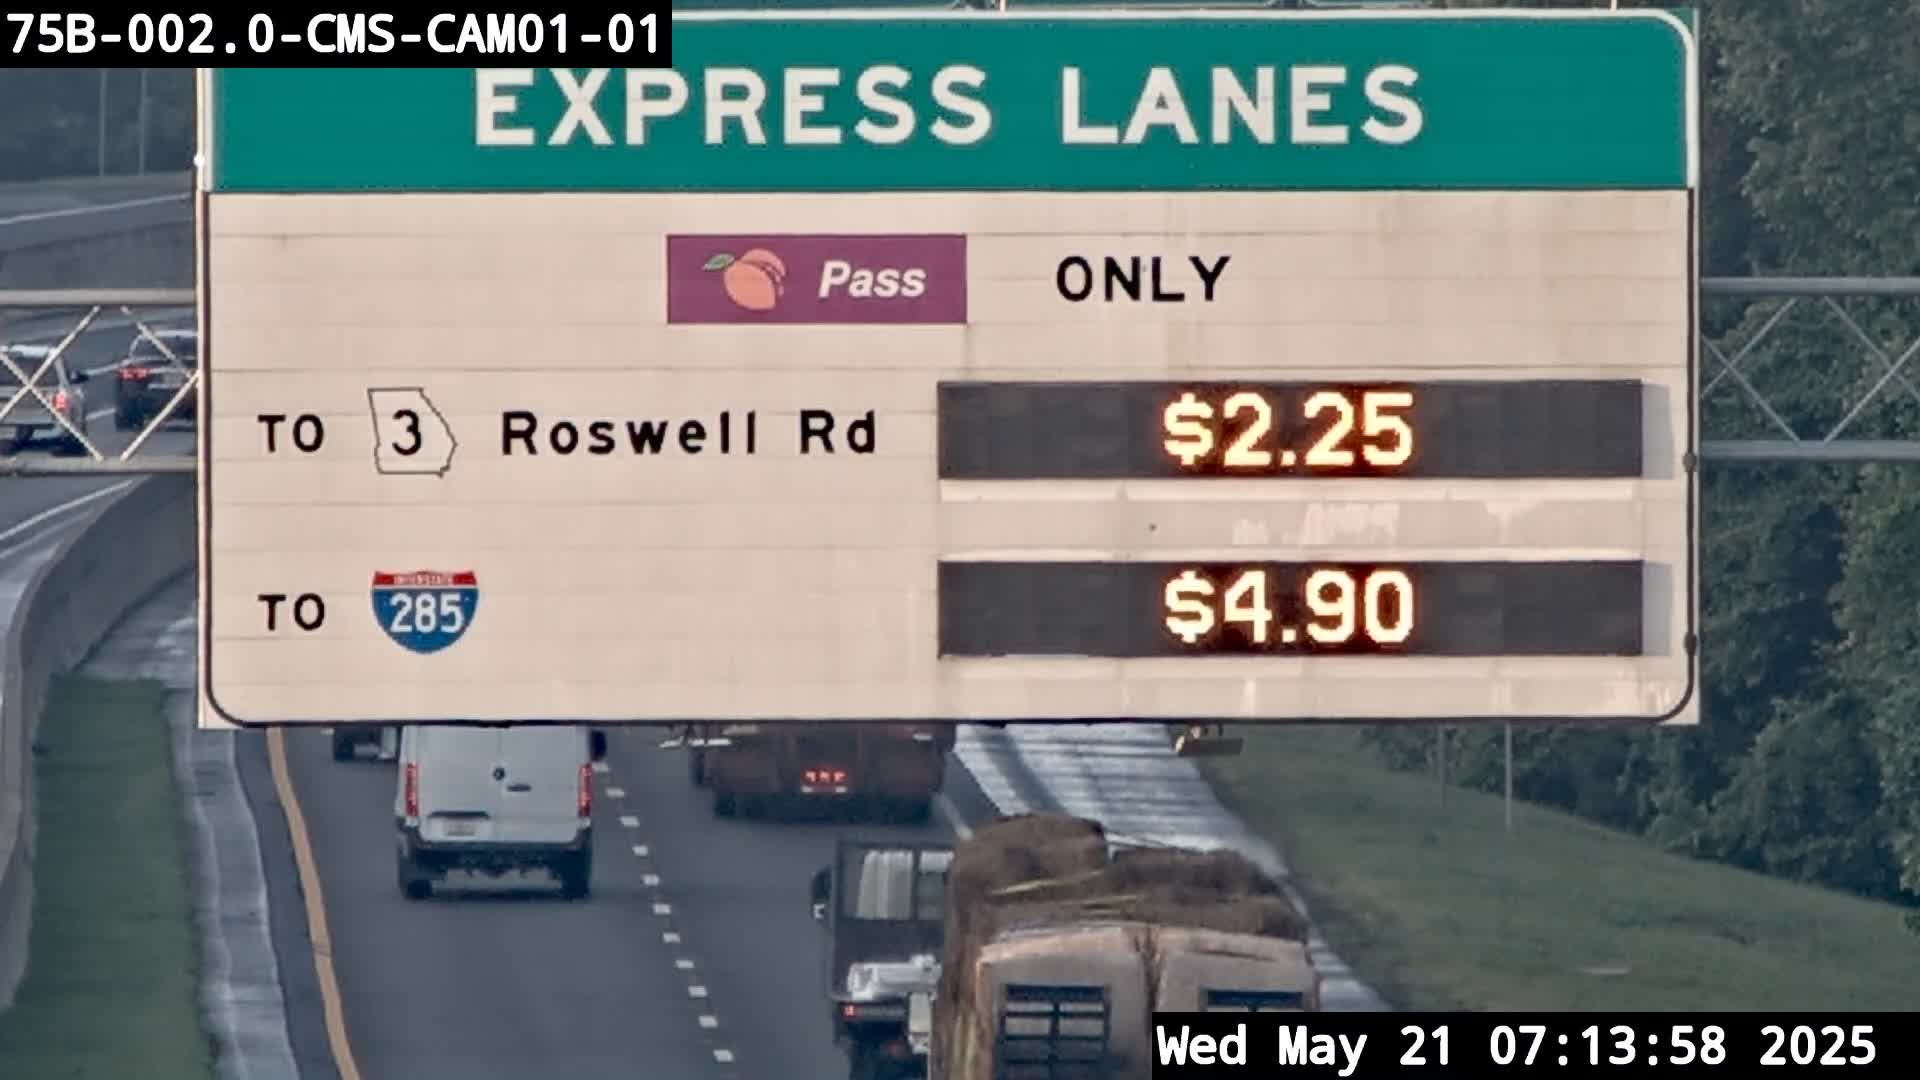 75B-002.0-CMS-CAM01-01
EXPRESS LANES
Pass ONLY
TO 3 Roswell Rd $2.25
TO INTERSTATE 285 $4.90
Wed May 21 07:13:58 2025